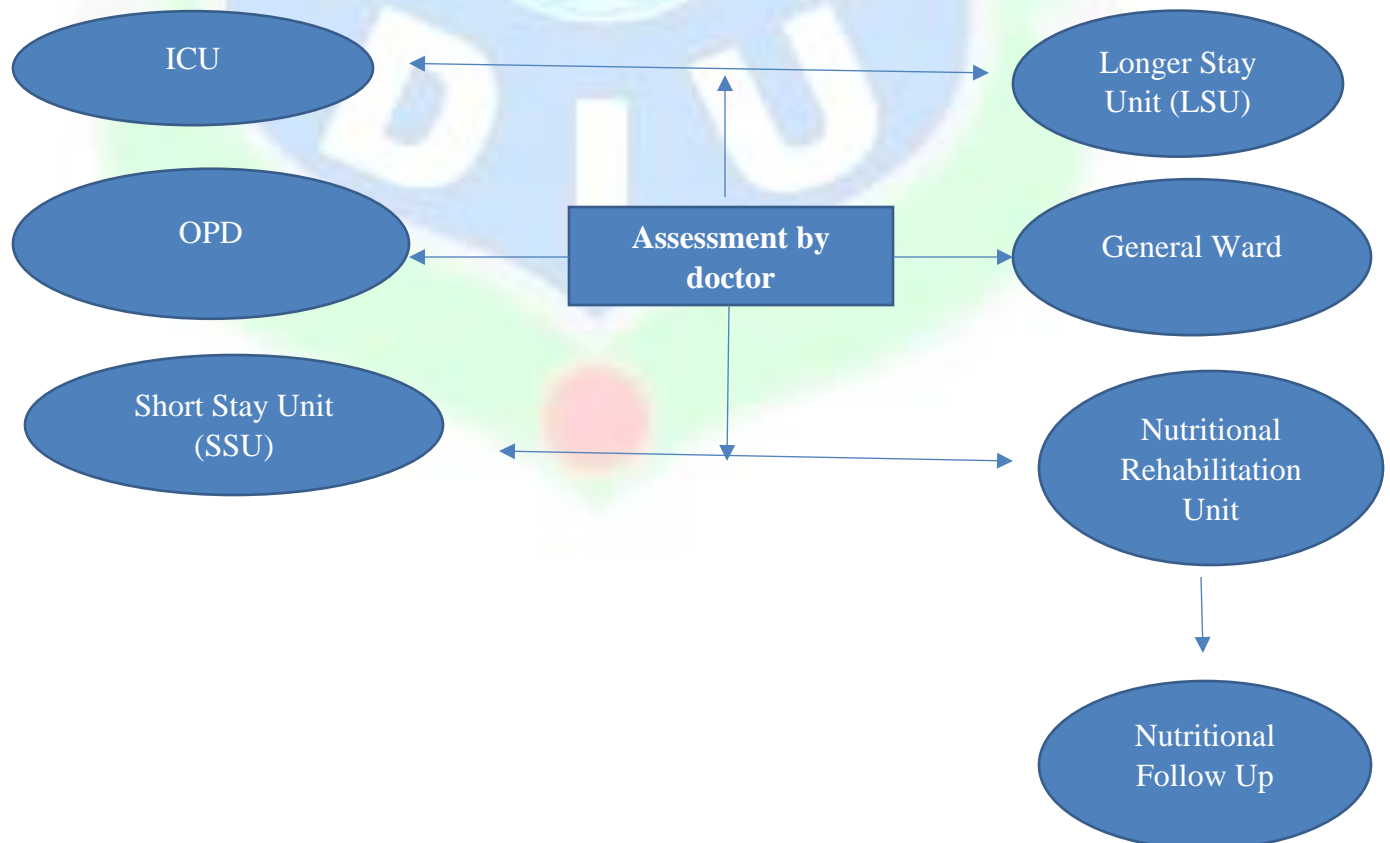 D I U
ICU
Longer Stay
Unit (LSU)
OPD
Assessment by
doctor
General Ward
Short Stay Unit
(SSU)
Nutritional
Rehabilitation
Unit
Nutritional
Follow Up